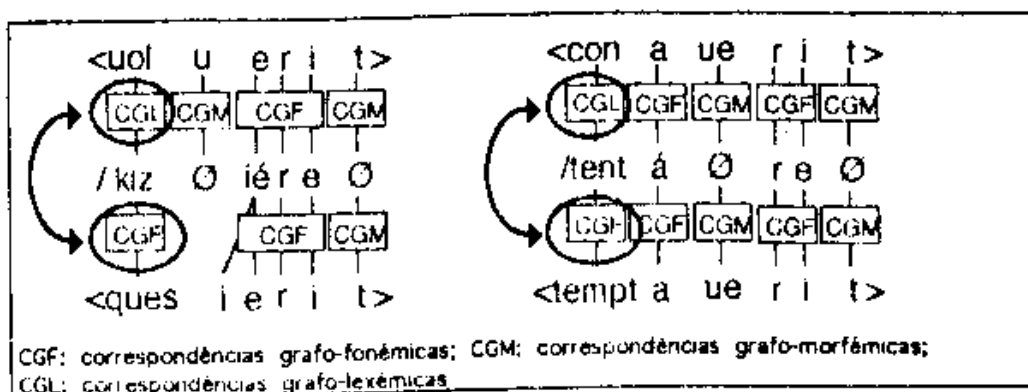 <uol u e r i t> <con a ue r i t>
CGL CGM CGF CGM CGL CGF CGM CGF CGM
/kiz Ø ié r e Ø /tent á Ø r e Ø
CGF CGF CGM CGF CGF CGM CGF CGM
<ques i e r i t> <tempt a ue r i t>
CGF: correspondências grafo-fonémicas; CGM: correspondências grafo-morfémicas;
CGL: correspondências grafo-lexémicas